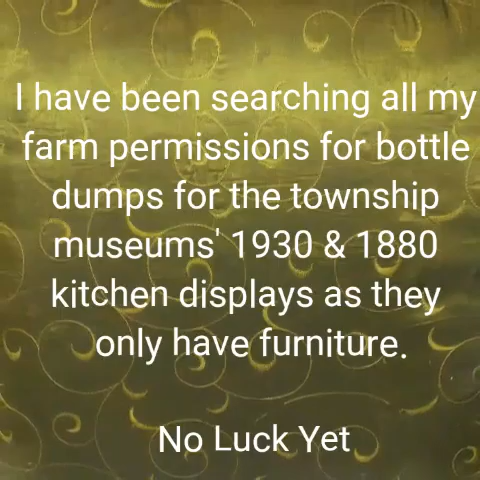 I have been searching all my
farm permissions for bottle
dumps for the township
museums' 1930 & 1880
kitchen displays as they
only have furniture.
No Luck Yet